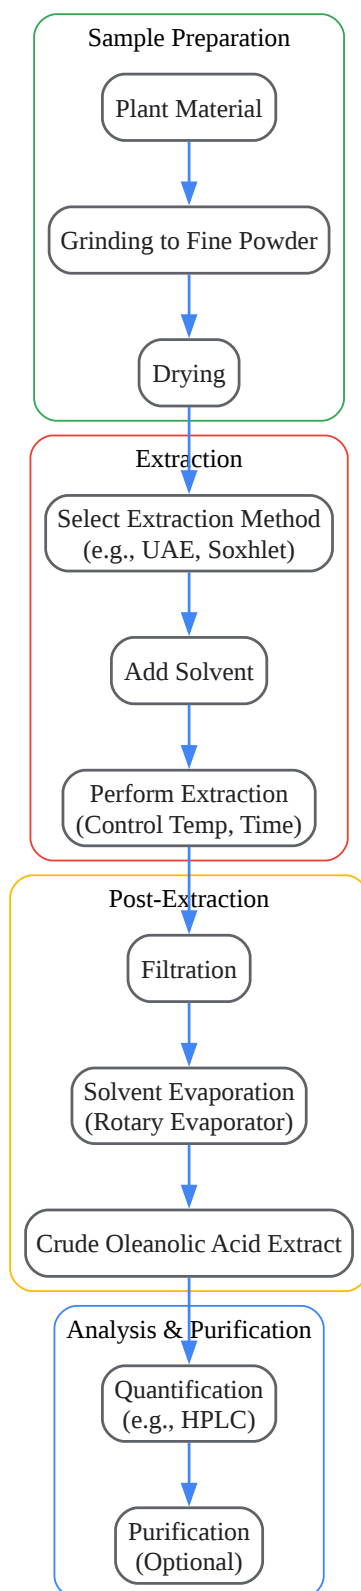 Sample Preparation
Plant Material
Grinding to Fine Powder
Drying
Extraction
Select Extraction Method
(e.g., UAE, Soxhlet)
Add Solvent
Perform Extraction
(Control Temp, Time)
Post-Extraction
Filtration
Solvent Evaporation
(Rotary Evaporator)
Crude Oleanolic Acid Extract
Analysis & Purification
Quantification
(e.g., HPLC)
Purification
(Optional)